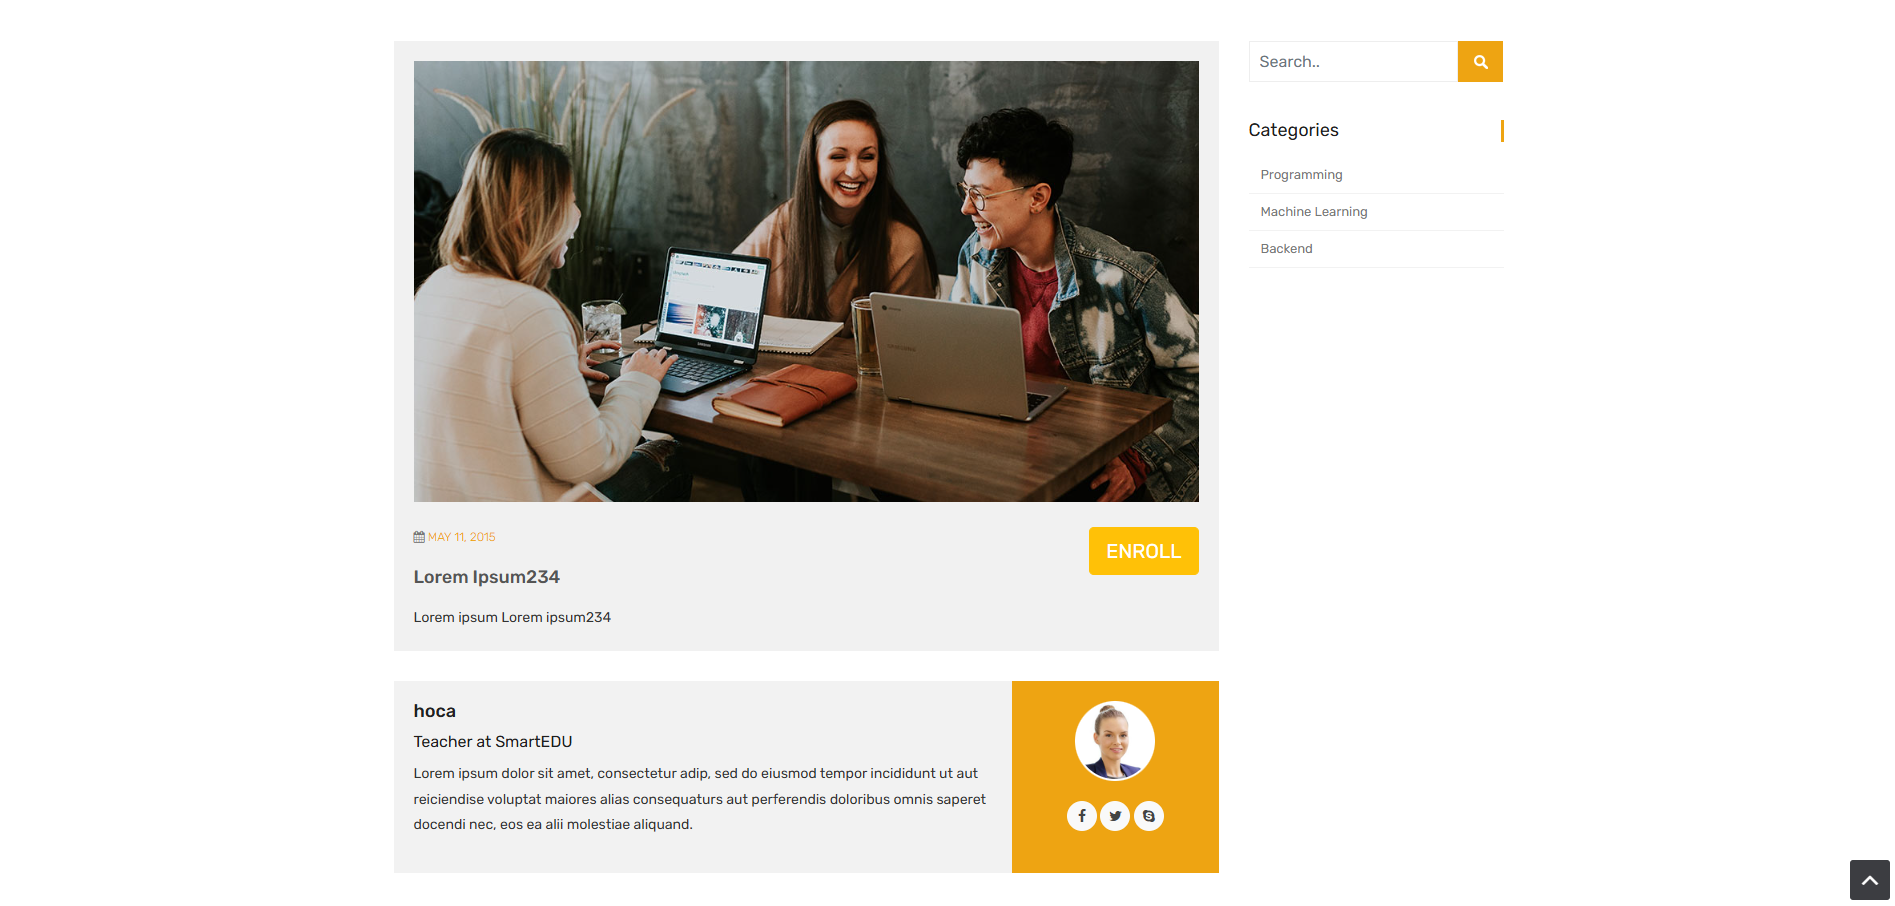 Search..
Categories
Programming
Machine Learning
Backend
MAY 11, 2015
ENROLL
Lorem Ipsum234
Lorem ipsum Lorem ipsum234
hoca
Teacher at SmartEDU
Lorem ipsum dolor sit amet, consectetur adip, sed do eiusmod tempor incididunt ut aut
reiciendise voluptat maiores alias consequaturs aut perferendis doloribus omnis saperet
docendi nec, eos ea alii molestiae aliquand.